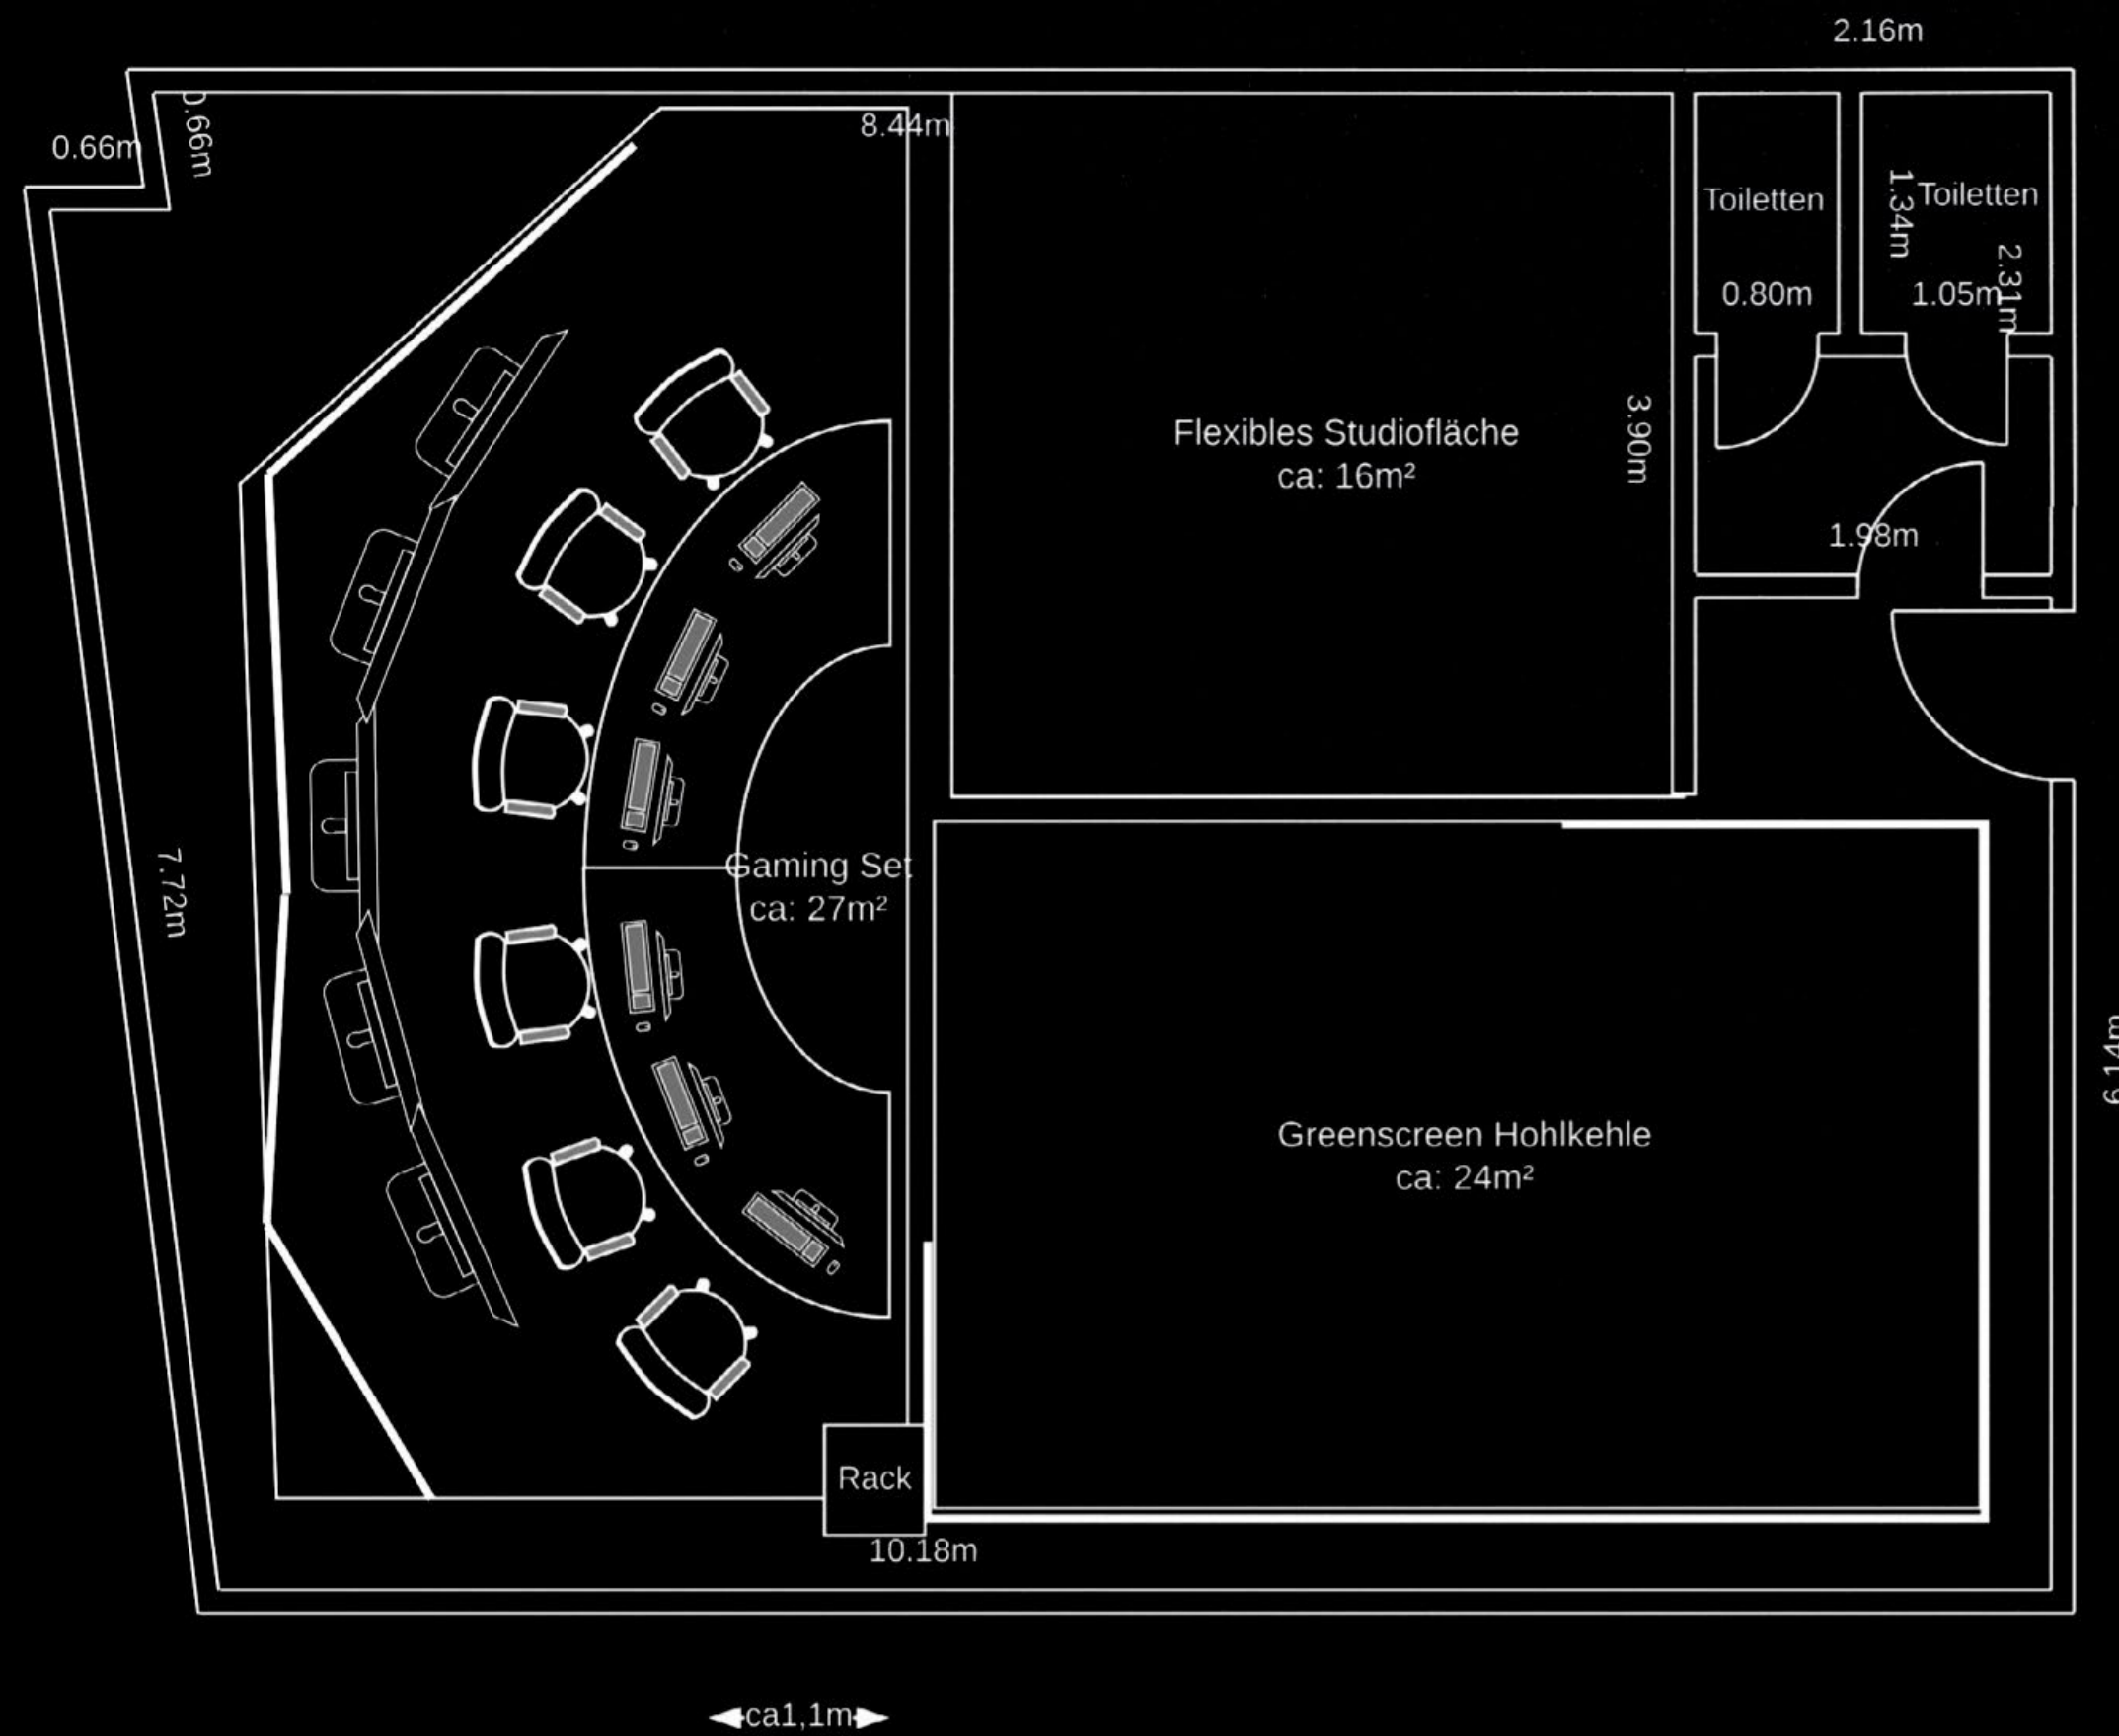 2.16m
0.66m
0.66m
8.44m
Toiletten
Toiletten
1.34m
2.31m
0.80m
1.05m
Flexibles Studiofläche
ca: 16m²
3.90m
1.98m
7.72m
Gaming Set
ca: 27m²
6.14m
Greenscreen Hohlkehle
ca: 24m²
Rack
10.18m
ca1,1m